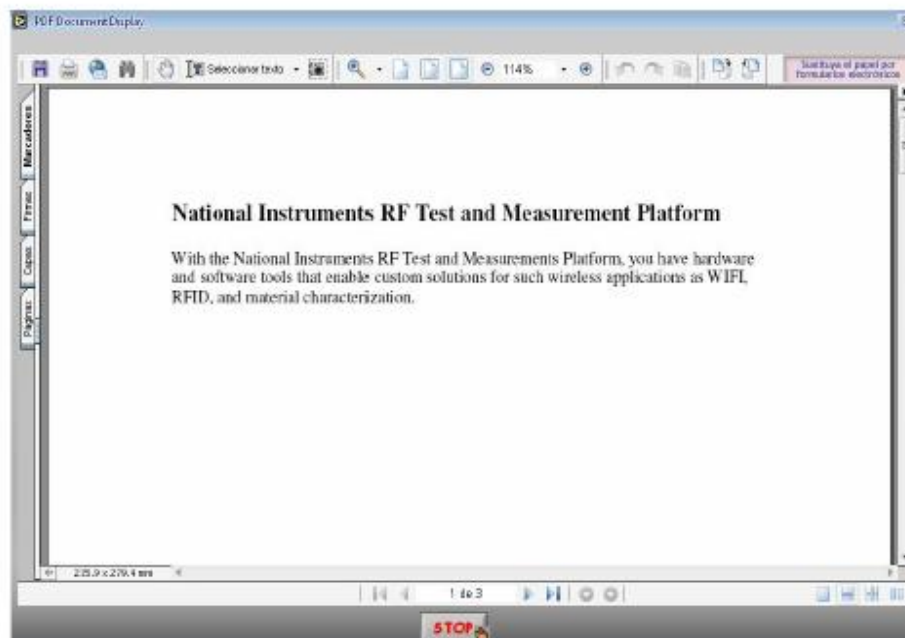 PDF Document Display
Seleccionar texto
114%
Sustituya el papel por
formularios electrónicos
Marcadores
Firmas
Capas
Páginas
National Instruments RF Test and Measurement Platform
With the National Instruments RF Test and Measurements Platform, you have hardware
and software tools that enable custom solutions for such wireless applications as WIFI,
RFID, and material characterization.
215.9 x 279.4 mm
1 de 3
STOP